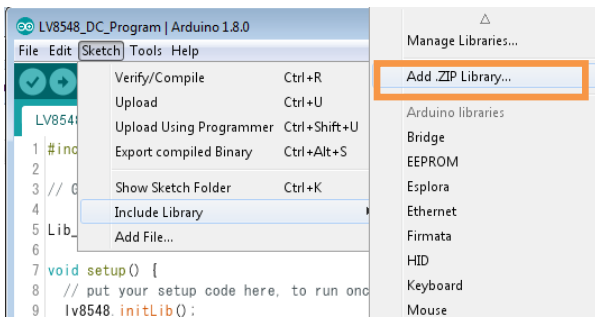 LV8548_DC_Program | Arduino 1.8.0
File Edit Sketch Tools Help
Verify/Compile Ctrl+R
Upload Ctrl+U
Upload Using Programmer Ctrl+Shift+U
Export compiled Binary Ctrl+Alt+S
Show Sketch Folder Ctrl+K
Include Library
Add File...
Manage Libraries...
Add .ZIP Library...
Arduino libraries
Bridge
EEPROM
Esplora
Ethernet
Firmata
HID
Keyboard
Mouse
LV854
1 #inc
2
3 // G
4
5 Lib_
6
7 void setup() {
8 // put your setup code here, to run onc
9 lv8548.initLib();